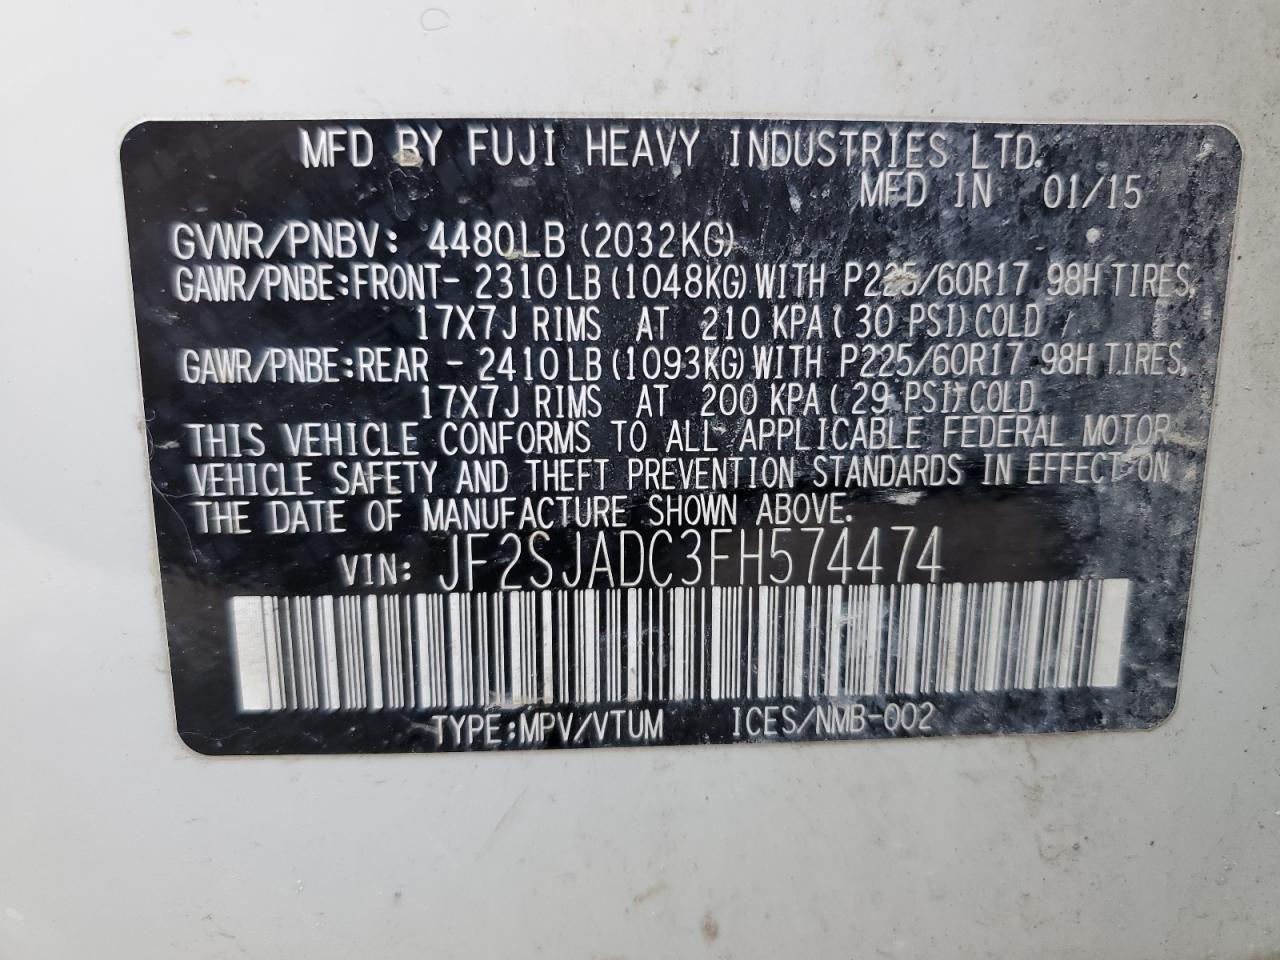 MFD BY FUJI HEAVY INDUSTRIES LTD.
MFD IN 01/15
GVWR/PNBV: 4480LB (2032KG)
GAWR/PNBE:FRONT- 2310LB (1048KG) WITH P225/60R17 98H TIRES,
17X7J RIMS AT 210 KPA ( 30 PSI) COLD
GAWR/PNBE:REAR - 2410LB (1093KG) WITH P225/60R17 98H TIRES,
17X7J RIMS AT 200 KPA ( 29 PSI) COLD
THIS VEHICLE CONFORMS TO ALL APPLICABLE FEDERAL MOTOR
VEHICLE SAFETY AND THEFT PREVENTION STANDARDS IN EFFECT ON
THE DATE OF MANUFACTURE SHOWN ABOVE.
VIN: JF2SJADC3FH574474
TYPE:MPV/VTUM ICES/NMB-002